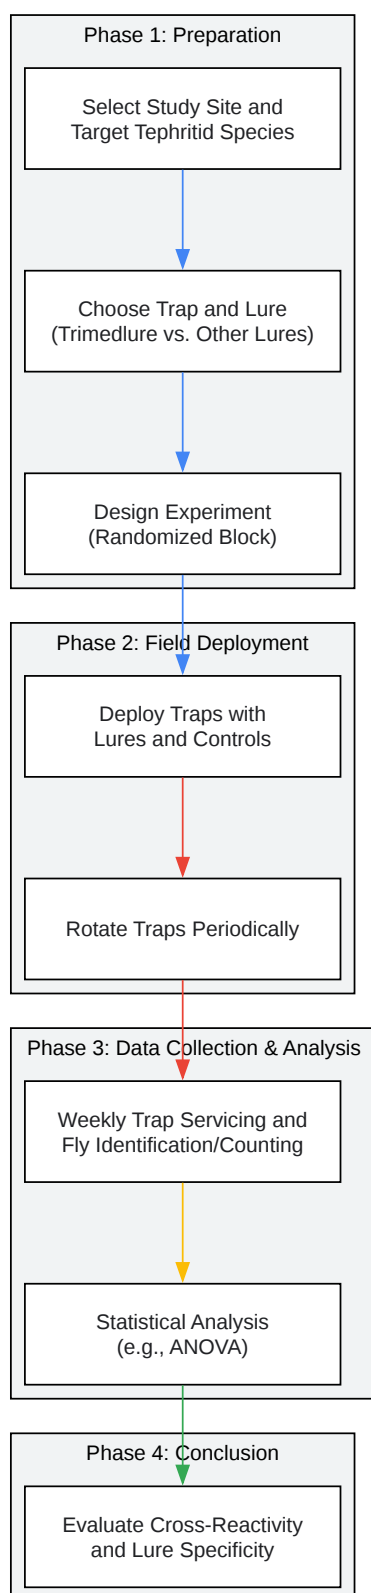 Phase 1: Preparation
Select Study Site and
Target Tephritid Species
Choose Trap and Lure
(Trimedlure vs. Other Lures)
Design Experiment
(Randomized Block)
Phase 2: Field Deployment
Deploy Traps with
Lures and Controls
Rotate Traps Periodically
Phase 3: Data Collection & Analysis
Weekly Trap Servicing and
Fly Identification/Counting
Statistical Analysis
(e.g., ANOVA)
Phase 4: Conclusion
Evaluate Cross-Reactivity
and Lure Specificity